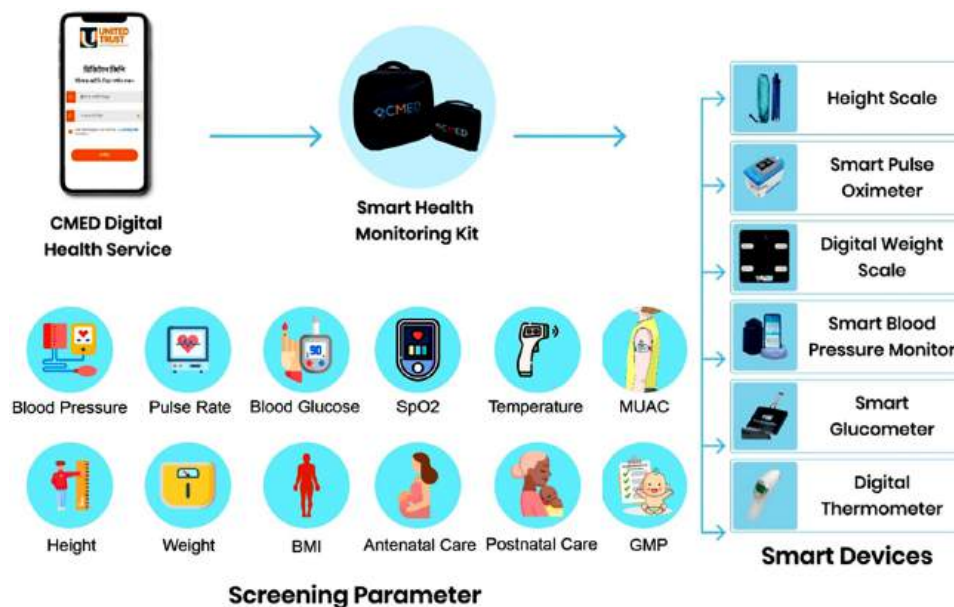 UNITED
TRUST
CMED Digital
Health Service
CMED
CMED
Smart Health
Monitoring Kit
Height Scale
Smart Pulse
Oximeter
Digital Weight
Scale
Smart Blood
Pressure Monitor
Smart
Glucometer
Digital
Thermometer
Smart Devices
90
Blood Pressure
Pulse Rate
Blood Glucose
SpO2
Temperature
MUAC
Height
Weight
BMI
Antenatal Care
Postnatal Care
GMP
Screening Parameter